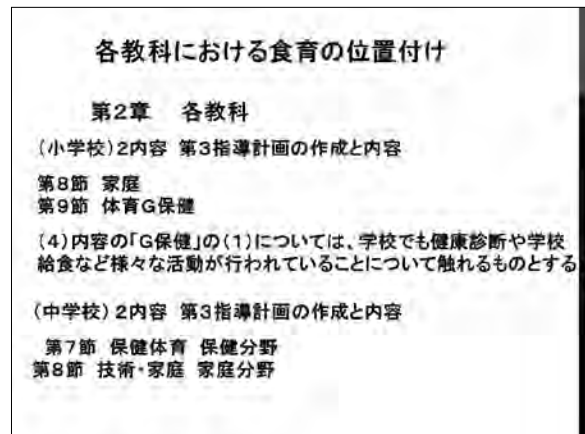 各教科における食育の位置付け
第2章　各教科
(小学校)2内容 第3指導計画の作成と内容
第8節 家庭
第9節 体育G保健
(4)内容の「G保健」の(1)については、学校でも健康診断や学校
給食など様々な活動が行われていることについて触れるものとする
(中学校)2内容 第3指導計画の作成と内容
第7節 保健体育 保健分野
第8節 技術・家庭 家庭分野